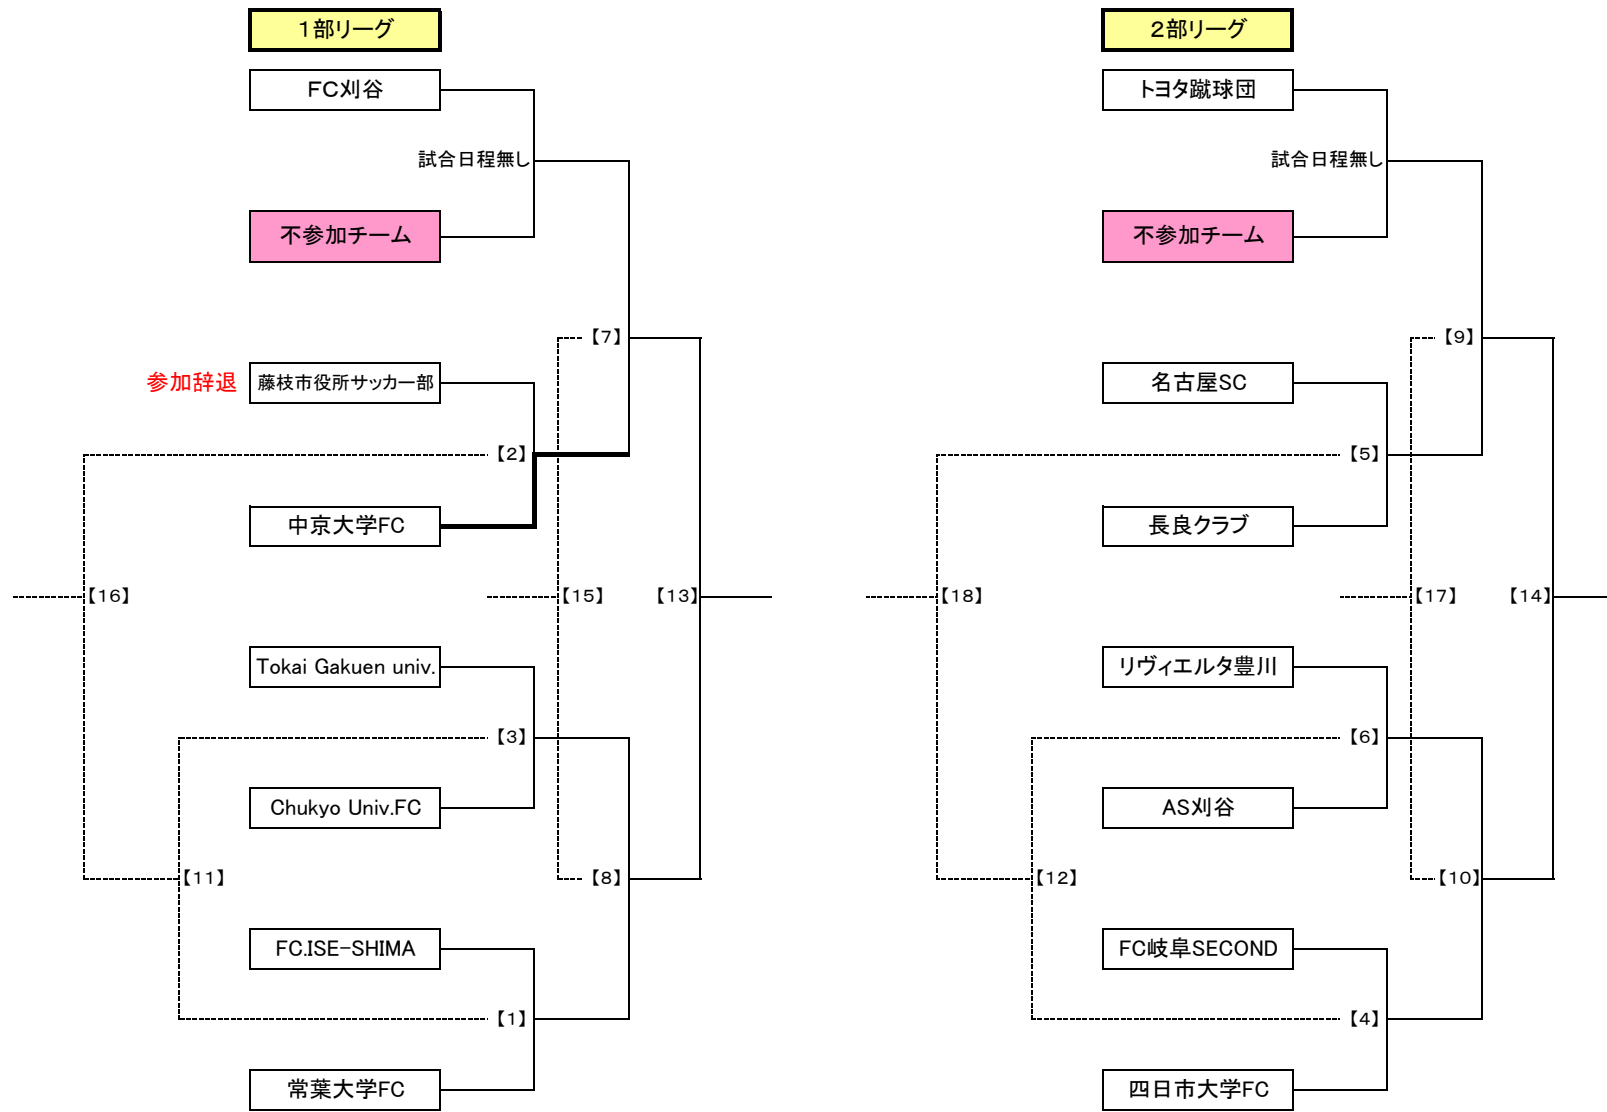 １部リーグ
２部リーグ
ＦＣ刈谷
トヨタ蹴球団
試合日程無し
試合日程無し
不参加チーム
不参加チーム
【7】
【9】
参加辞退
藤枝市役所サッカー部
名古屋SC
【2】
【5】
中京大学FC
長良クラブ
【16】
【15】
【13】
【18】
【17】
【14】
Tokai Gakuen univ.
リヴィエルタ豊川
【3】
【6】
Chukyo Univ.FC
AS刈谷
【11】
【8】
【12】
【10】
FC.ISE-SHIMA
FC岐阜SECOND
【1】
【4】
常葉大学FC
四日市大学FC